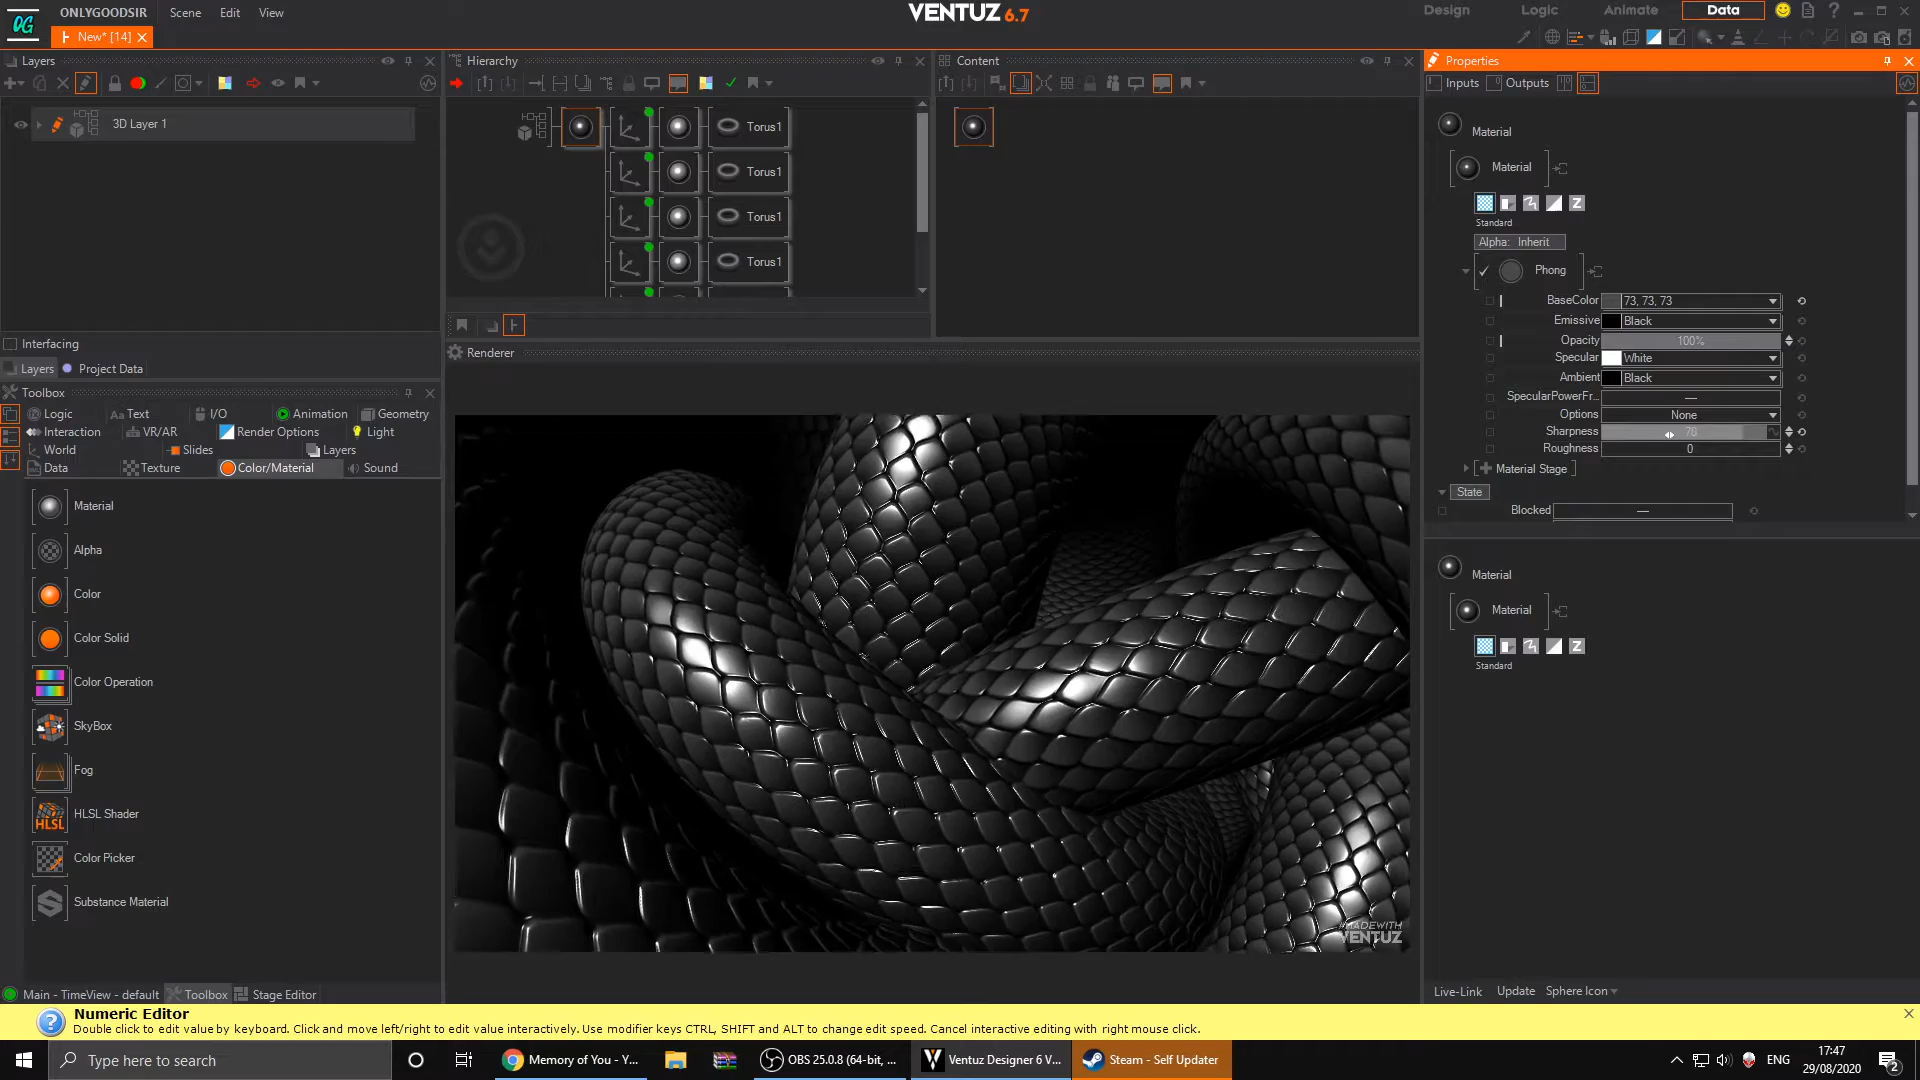 ONLYGOODSIR Scene Edit View
VENTUZ 6.7
Design Logic Animate Data
New* [14]
Layers
Hierarchy
Content
Properties
Inputs Outputs
3D Layer 1
Torus1
Torus1
Torus1
Torus1
Material
Material
Standard
Alpha: Inherit
Phong
BaseColor 73, 73, 73
Emissive Black
Opacity 100%
Specular White
Ambient Black
SpecularPowerFr... —
Options None
Sharpness 70
Roughness 0
Material Stage
State
Blocked —
Interfacing
Layers Project Data
Renderer
Toolbox
Logic Text I/O Animation Geometry
Interaction VR/AR Render Options Light
World Slides Layers
Data Texture Color/Material Sound
Material
Alpha
Color
Color Solid
Color Operation
SkyBox
Fog
HLSL Shader
Color Picker
Substance Material
Material
Material
Standard
#MADEWITH
VENTUZ
Main - TimeView - default Toolbox Stage Editor
Live-Link Update Sphere Icon
Numeric Editor
Double click to edit value by keyboard. Click and move left/right to edit value interactively. Use modifier keys CTRL, SHIFT and ALT to change edit speed. Cancel interactive editing with right mouse click.
Type here to search
Memory of You - Y...
OBS 25.0.8 (64-bit, ...
Ventuz Designer 6 V...
Steam - Self Updater
ENG
17:47
29/08/2020
2